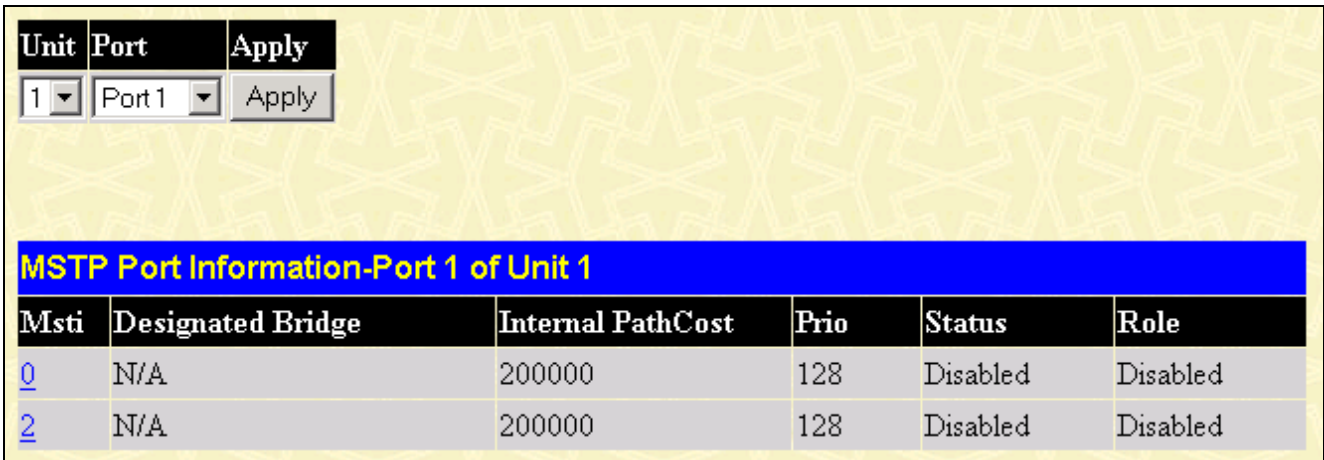 Unit Port Apply
1 Port 1 Apply
MSTP Port Information-Port 1 of Unit 1
Msti Designated Bridge Internal PathCost Prio Status Role
0 N/A 200000 128 Disabled Disabled
2 N/A 200000 128 Disabled Disabled